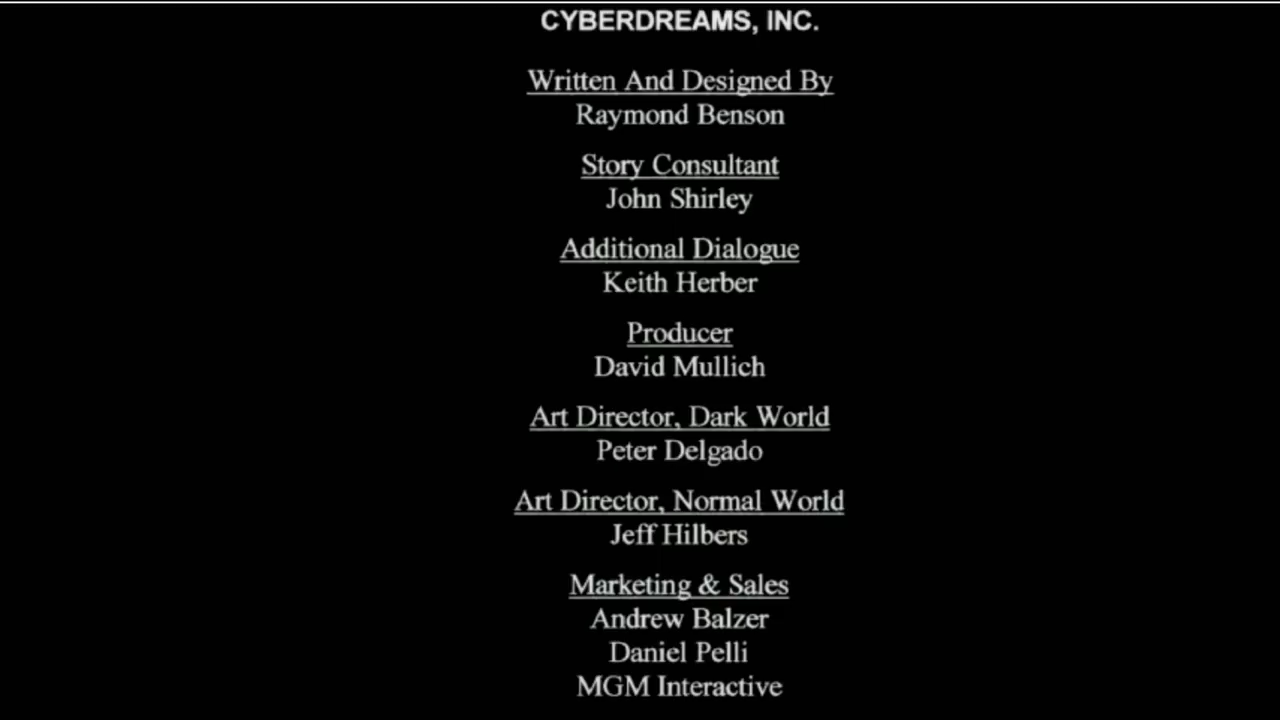 CYBERDREAMS, INC.
Written And Designed By
Raymond Benson
Story Consultant
John Shirley
Additional Dialogue
Keith Herber
Producer
David Mullich
Art Director, Dark World
Peter Delgado
Art Director, Normal World
Jeff Hilbers
Marketing & Sales
Andrew Balzer
Daniel Pelli
MGM Interactive